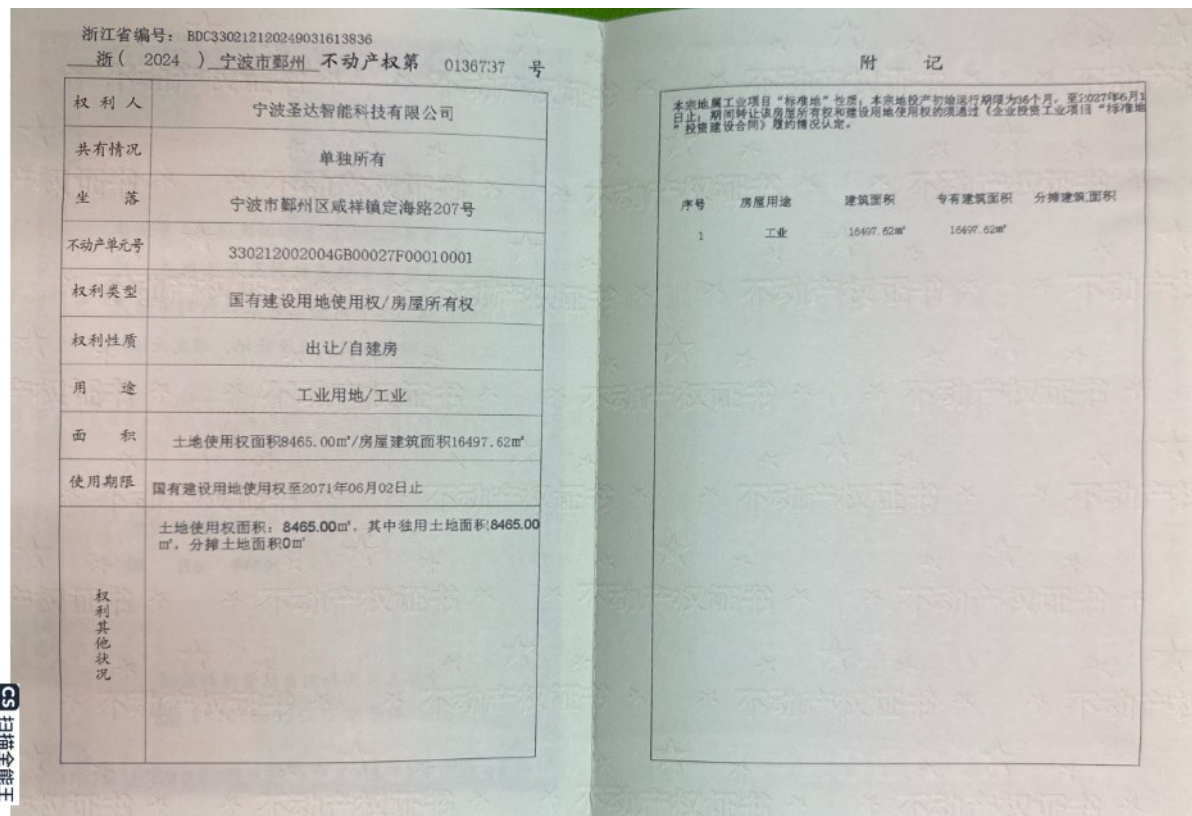 浙江省编号： BDC330212120249031613836
浙（ 2024 ）宁波市鄞州 不动产权第 0136737 号
权利人 宁波圣达智能科技有限公司
共有情况 单独所有
坐落 宁波市鄞州区咸祥镇定海路207号
不动产单元号 330212002004GB00027F00010001
权利类型 国有建设用地使用权/房屋所有权
权利性质 出让/自建房
用途 工业用地/工业
面积 土地使用权面积8465.00㎡/房屋建筑面积16497.62㎡
使用期限 国有建设用地使用权至2071年06月02日止
权利其他状况
土地使用权面积：8465.00㎡，其中独用土地面积8465.00
㎡，分摊土地面积0㎡
附 记
本宗地属工业项目“标准地”性质，本宗地投产初始运行期限为36个月，至2027年6月1
日止，期间转让该房屋所有权和建设用地使用权的须通过《企业投资工业项目“标准地
”投资建设合同》履约情况认定。
序号 房屋用途 建筑面积 专有建筑面积 分摊建筑面积
1 工业 16497.62㎡ 16497.62㎡
CS 扫描全能王